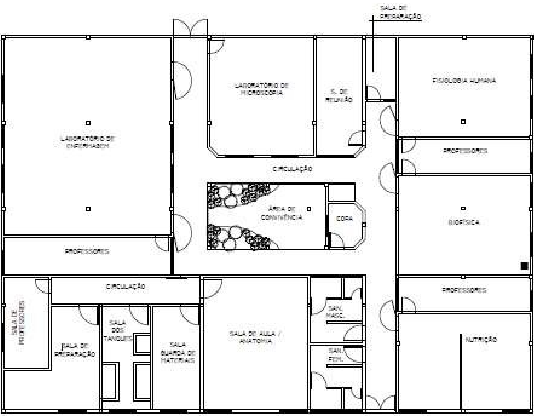 SALA DE
PREPARAÇÃO
LABORATÓRIO DE
MICROSCOPIA
S. DE
REUNIÃO
FISIOLOGIA HUMANA
LABORATÓRIO DE
ENFERMAGEM
PROFESSORES
CIRCULAÇÃO
ÁREA DE
CONVIVÊNCIA
COPA
BIOFÍSICA
PROFESSORES
CIRCULAÇÃO
PROFESSORES
SALA DE
PROFESSORES
SALA DE
PREPARAÇÃO
SALA
DOS
TANQUES
SALA
GUARDA DE
MATERIAIS
SALA DE AULA /
ANATOMIA
SAN.
MASC.
SAN.
FEM.
NUTRIÇÃO